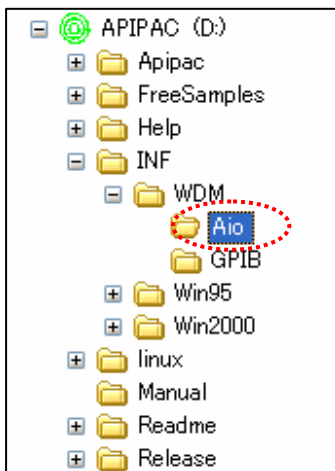 APIPAC (D:)
Apipac
FreeSamples
Help
INF
WDM
Aio
GPIB
Win95
Win2000
linux
Manual
Readme
Release